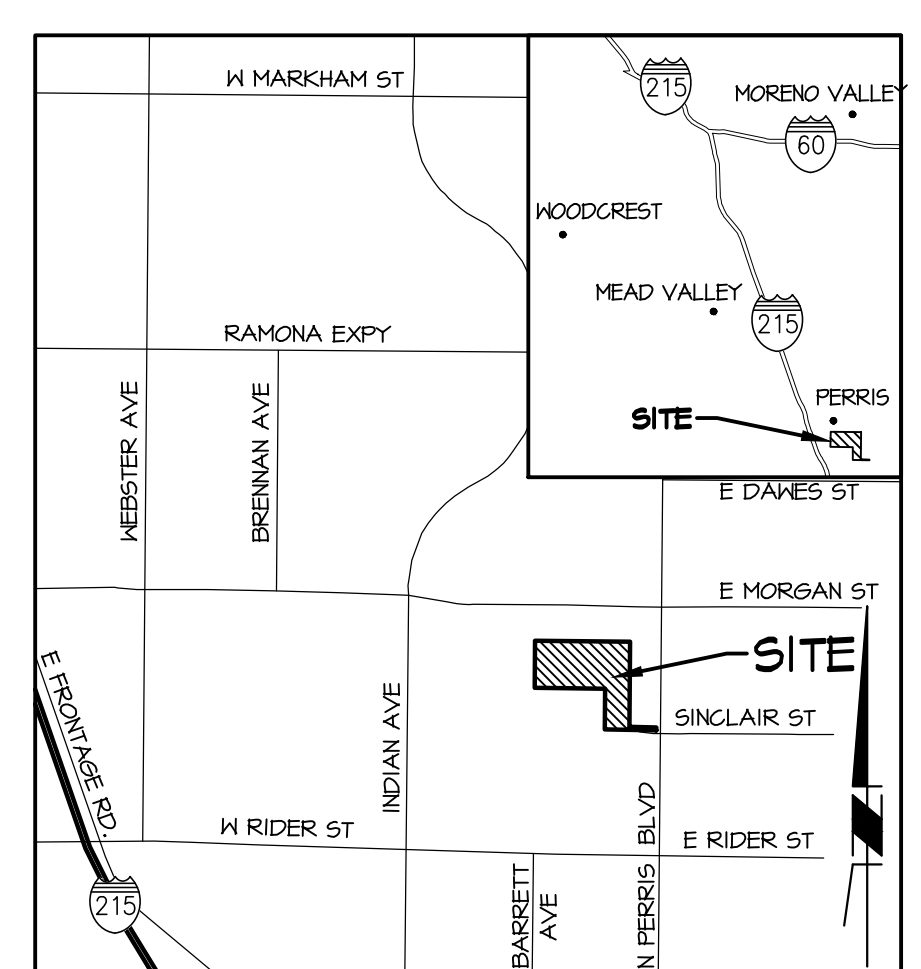 W MARKHAM ST
215
MORENO VALLEY
60
WOODCREST
MEAD VALLEY
215
RAMONA EXPY
PERRIS
SITE
WEBSTER AVE
BRENNAN AVE
E DAWES ST
E MORGAN ST
SITE
E FRONTAGE RD.
INDIAN AVE
SINCLAIR ST
W RIDER ST
N PERRIS BLVD
E RIDER ST
BARRETT
AVE
215
N